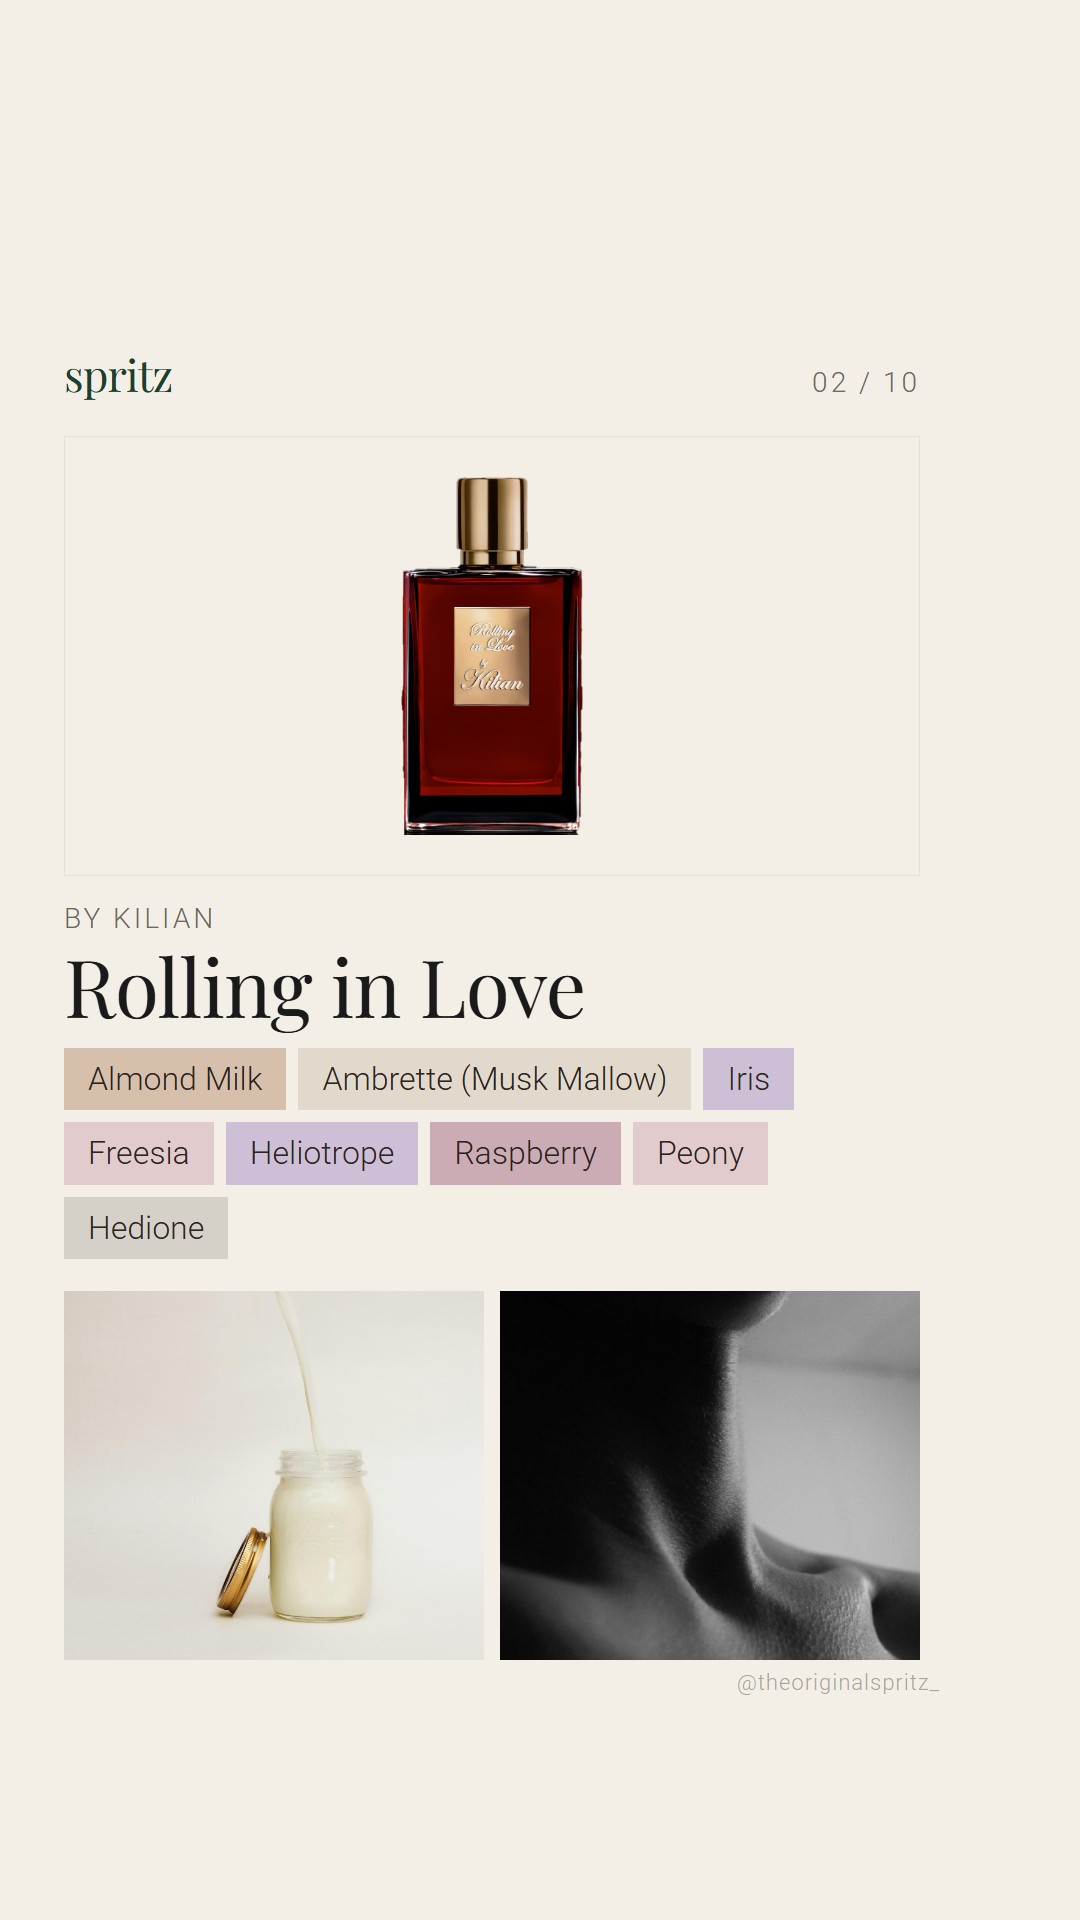 spritz
02 / 10
Rolling
in Love
by
Kilian
BY KILIAN
Rolling in Love
Almond Milk Ambrette (Musk Mallow) Iris
Freesia Heliotrope Raspberry Peony
Hedione
@theoriginalspritz_